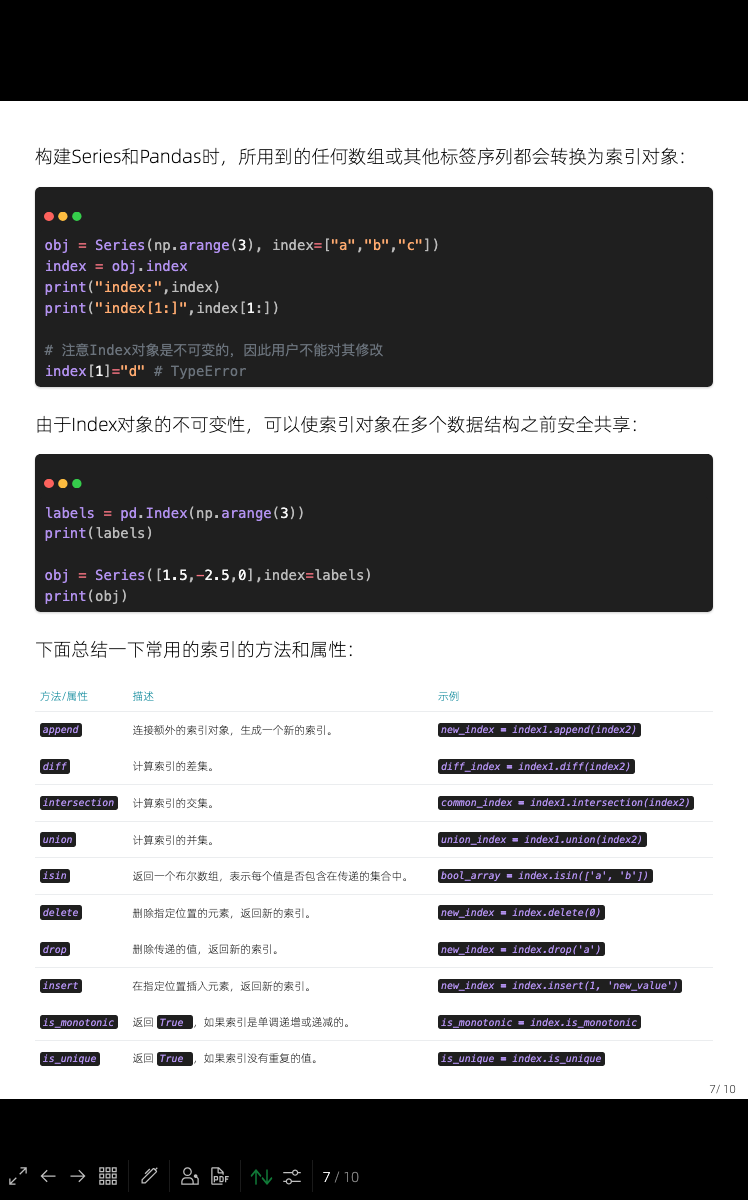 构建Series和Pandas时，所用到的任何数组或其他标签序列都会转换为索引对象：
obj = Series(np.arange(3), index=["a","b","c"])
index = obj.index
print("index:",index)
print("index[1:]",index[1:])
# 注意Index对象是不可变的，因此用户不能对其修改
index[1]="d" # TypeError
由于Index对象的不可变性，可以使索引对象在多个数据结构之前安全共享：
labels = pd.Index(np.arange(3))
print(labels)
obj = Series([1.5,-2.5,0],index=labels)
print(obj)
下面总结一下常用的索引的方法和属性：
方法/属性 描述 示例
append 连接额外的索引对象，生成一个新的索引。 new_index = index1.append(index2)
diff 计算索引的差集。 diff_index = index1.diff(index2)
intersection 计算索引的交集。 common_index = index1.intersection(index2)
union 计算索引的并集。 union_index = index1.union(index2)
isin 返回一个布尔数组，表示每个值是否包含在传递的集合中。 bool_array = index.isin(['a', 'b'])
delete 删除指定位置的元素，返回新的索引。 new_index = index.delete(0)
drop 删除传递的值，返回新的索引。 new_index = index.drop('a')
insert 在指定位置插入元素，返回新的索引。 new_index = index.insert(1, 'new_value')
is_monotonic 返回 True ，如果索引是单调递增或递减的。 is_monotonic = index.is_monotonic
is_unique 返回 True ，如果索引没有重复的值。 is_unique = index.is_unique
7/ 10
PDF
7 / 10